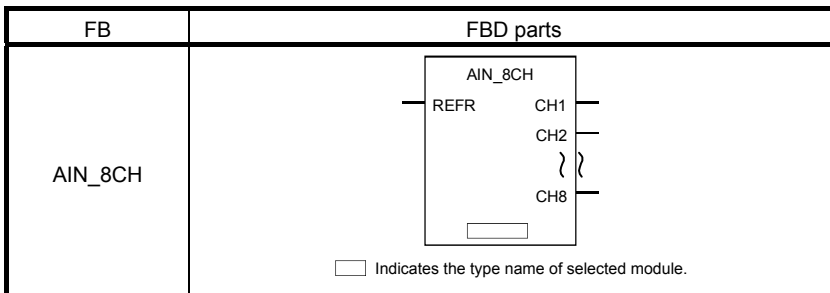 FB
FBD parts
AIN_8CH
AIN_8CH
REFR CH1
CH2
CH8
Indicates the type name of selected module.